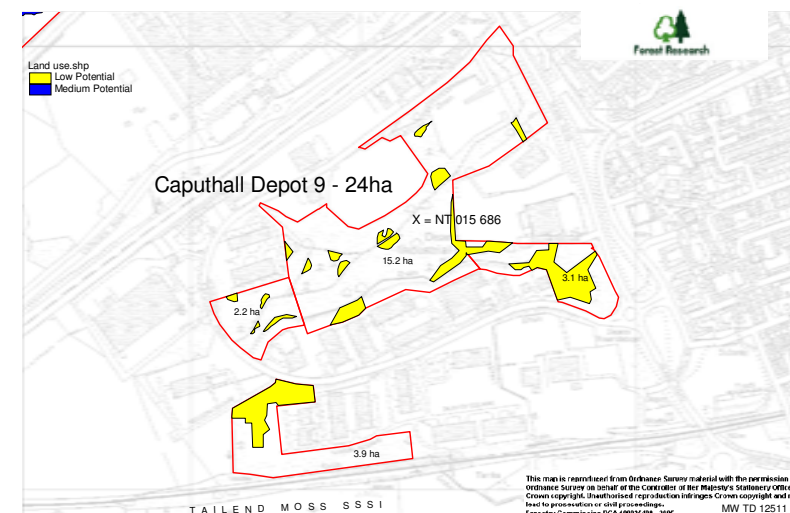 Forest Research
Land use.shp
Low Potential
Medium Potential
Caputhall Depot 9 - 24ha
X = NT 015 686
15.2 ha
3.1 ha
2.2 ha
3.9 ha
TAILEND MOSS SSSI
This map is reproduced from Ordnance Survey material with the permission
Ordnance Survey on behalf of the Controller of Her Majesty's Stationery Office
Crown copyright. Unauthorised reproduction infringes Crown copyright and
lead to prosecution or civil proceedings.
MW TD 12511